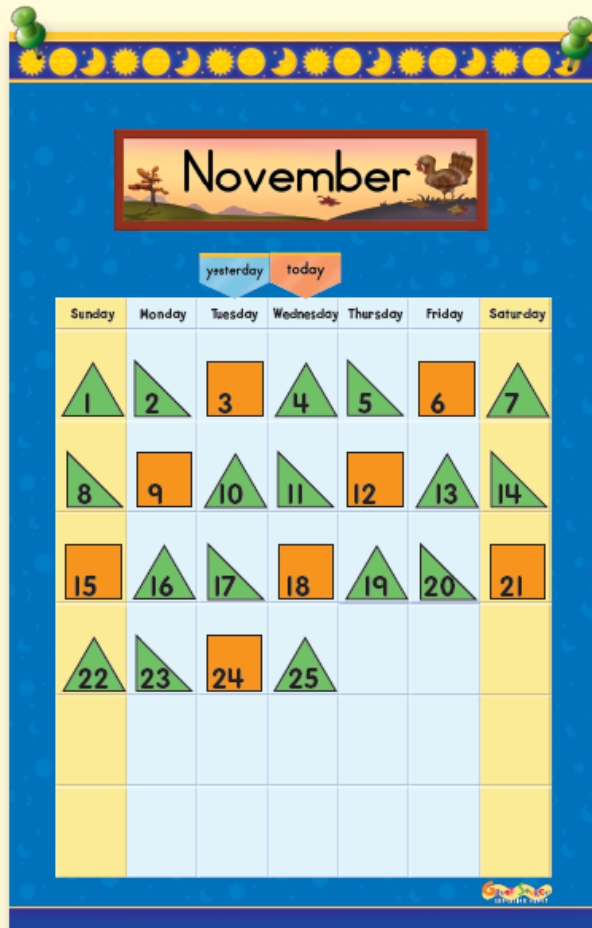 November
yesterday today
Sunday Monday Tuesday Wednesday Thursday Friday Saturday
1 2 3 4 5 6 7
8 9 10 11 12 13 14
15 16 17 18 19 20 21
22 23 24 25